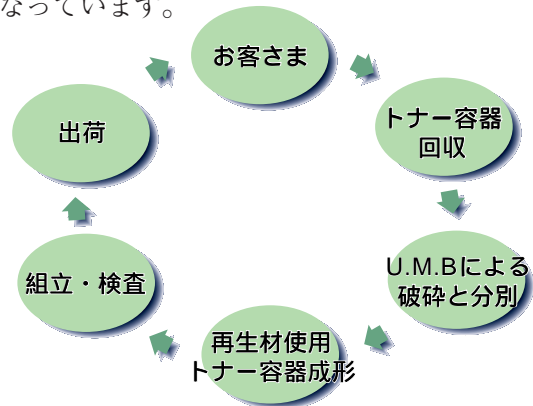 なっています。
お客さま
トナー容器
回収
U.M.Bによる
破砕と分別
再生材使用
トナー容器成形
組立・検査
出荷